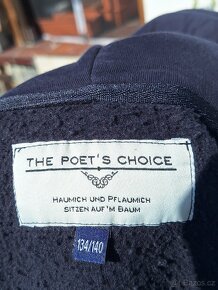 THE POET'S CHOICE
HAUMICH UND PFLAUMICH
SITZEN AUF'M BAUM
134/140